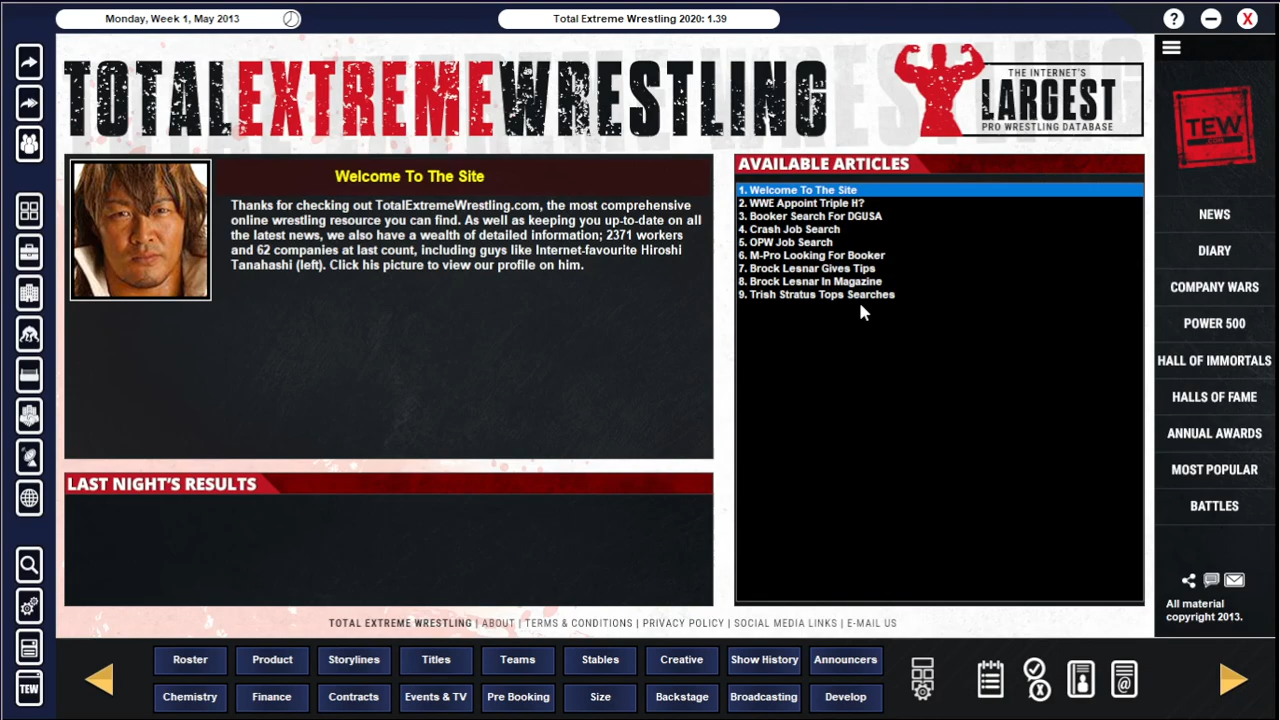 Monday, Week 1, May 2013
Total Extreme Wrestling 2020: 1.39
?
X
TOTALEXTREMEWRESTLING
THE INTERNET'S
LARGEST
PRO WRESTLING DATABASE
TEW
.COM
Welcome To The Site
Thanks for checking out TotalExtremeWrestling.com, the most comprehensive
online wrestling resource you can find. As well as keeping you up-to-date on all
the latest news, we also have a wealth of detailed information; 2371 workers
and 62 companies at last count, including guys like Internet-favourite Hiroshi
Tanahashi (left). Click his picture to view our profile on him.
AVAILABLE ARTICLES
1. Welcome To The Site
2. WWE Appoint Triple H?
3. Booker Search For DGUSA
4. Crash Job Search
5. OPW Job Search
6. M-Pro Looking For Booker
7. Brock Lesnar Gives Tips
8. Brock Lesnar In Magazine
9. Trish Stratus Tops Searches
NEWS
DIARY
COMPANY WARS
POWER 500
HALL OF IMMORTALS
HALLS OF FAME
ANNUAL AWARDS
MOST POPULAR
BATTLES
LAST NIGHT'S RESULTS
All material
copyright 2013.
TOTAL EXTREME WRESTLING | ABOUT | TERMS & CONDITIONS | PRIVACY POLICY | SOCIAL MEDIA LINKS | E-MAIL US
Roster Product Storylines Titles Teams Stables Creative Show History Announcers
Chemistry Finance Contracts Events & TV Pre Booking Size Backstage Broadcasting Develop
TEW